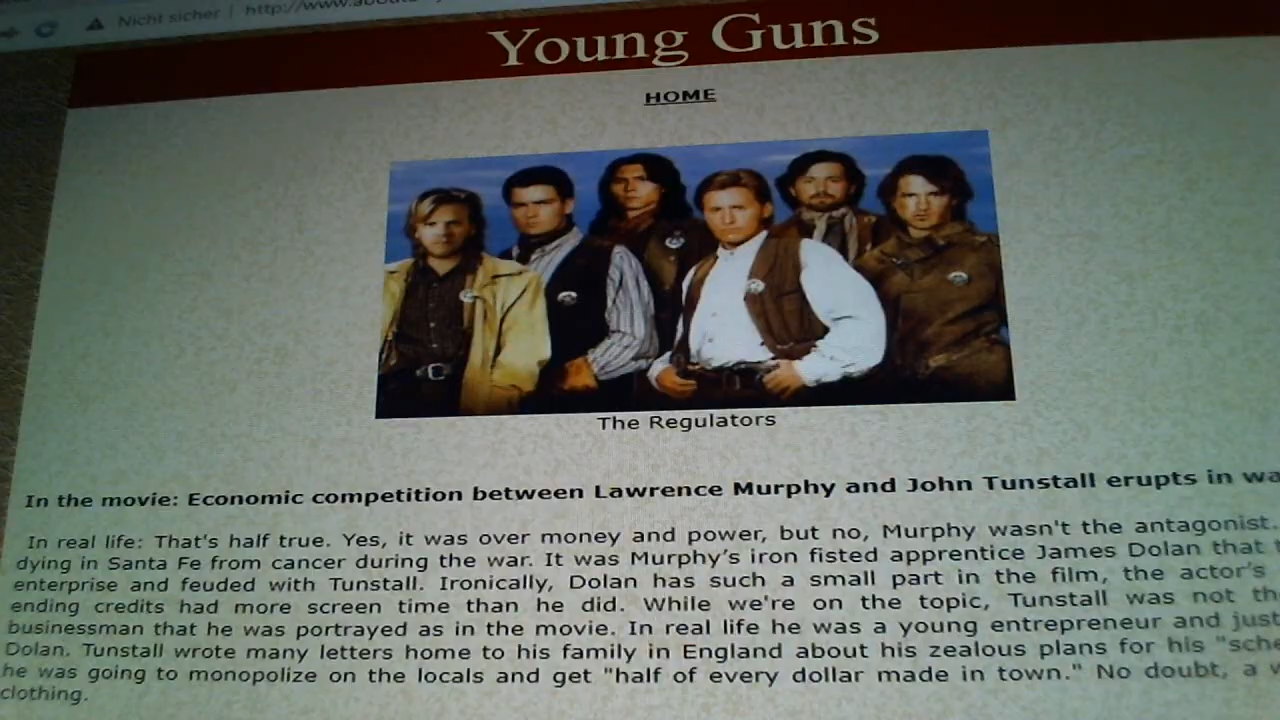 Nicht sicher | http://www.
Young Guns
HOME
The Regulators
In the movie: Economic competition between Lawrence Murphy and John Tunstall erupts in wa
In real life: That's half true. Yes, it was over money and power, but no, Murphy wasn't the antagonist.
dying in Santa Fe from cancer during the war. It was Murphy's iron fisted apprentice James Dolan that
enterprise and feuded with Tunstall. Ironically, Dolan has such a small part in the film, the actor's
ending credits had more screen time than he did. While we're on the topic, Tunstall was not th
businessman that he was portrayed as in the movie. In real life he was a young entrepreneur and just
Dolan. Tunstall wrote many letters home to his family in England about his zealous plans for his "sche
he was going to monopolize on the locals and get "half of every dollar made in town." No doubt, a w
clothing.